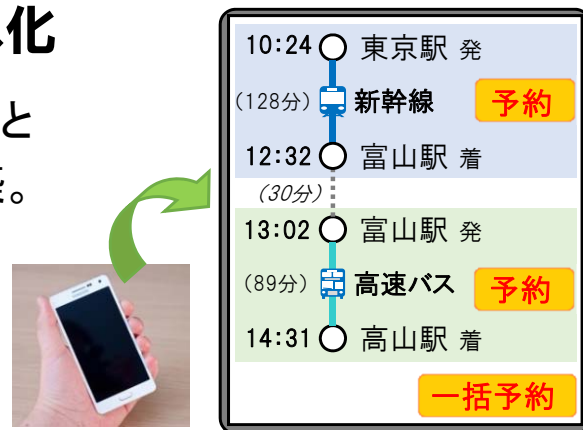 化
と
。
10:24 東京駅 発
(128分) 新幹線 予約
12:32 富山駅 着
(30分)
13:02 富山駅 発
(89分) 高速バス 予約
14:31 高山駅 着
一括予約